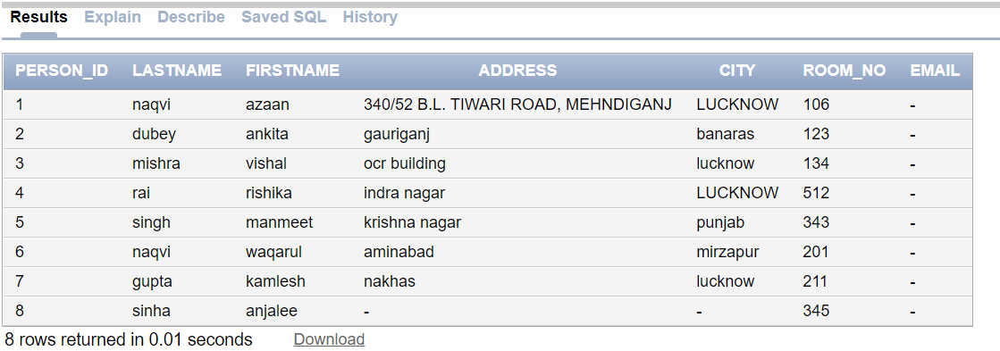 Results Explain Describe Saved SQL History
PERSON_ID LASTNAME FIRSTNAME ADDRESS CITY ROOM_NO EMAIL
1 naqvi azaan 340/52 B.L. TIWARI ROAD, MEHNDIGANJ LUCKNOW 106 -
2 dubey ankita gauriganj banaras 123 -
3 mishra vishal ocr building lucknow 134 -
4 rai rishika indra nagar LUCKNOW 512 -
5 singh manmeet krishna nagar punjab 343 -
6 naqvi waqarul aminabad mirzapur 201 -
7 gupta kamlesh nakhas lucknow 211 -
8 sinha anjalee - - 345 -
8 rows returned in 0.01 seconds Download